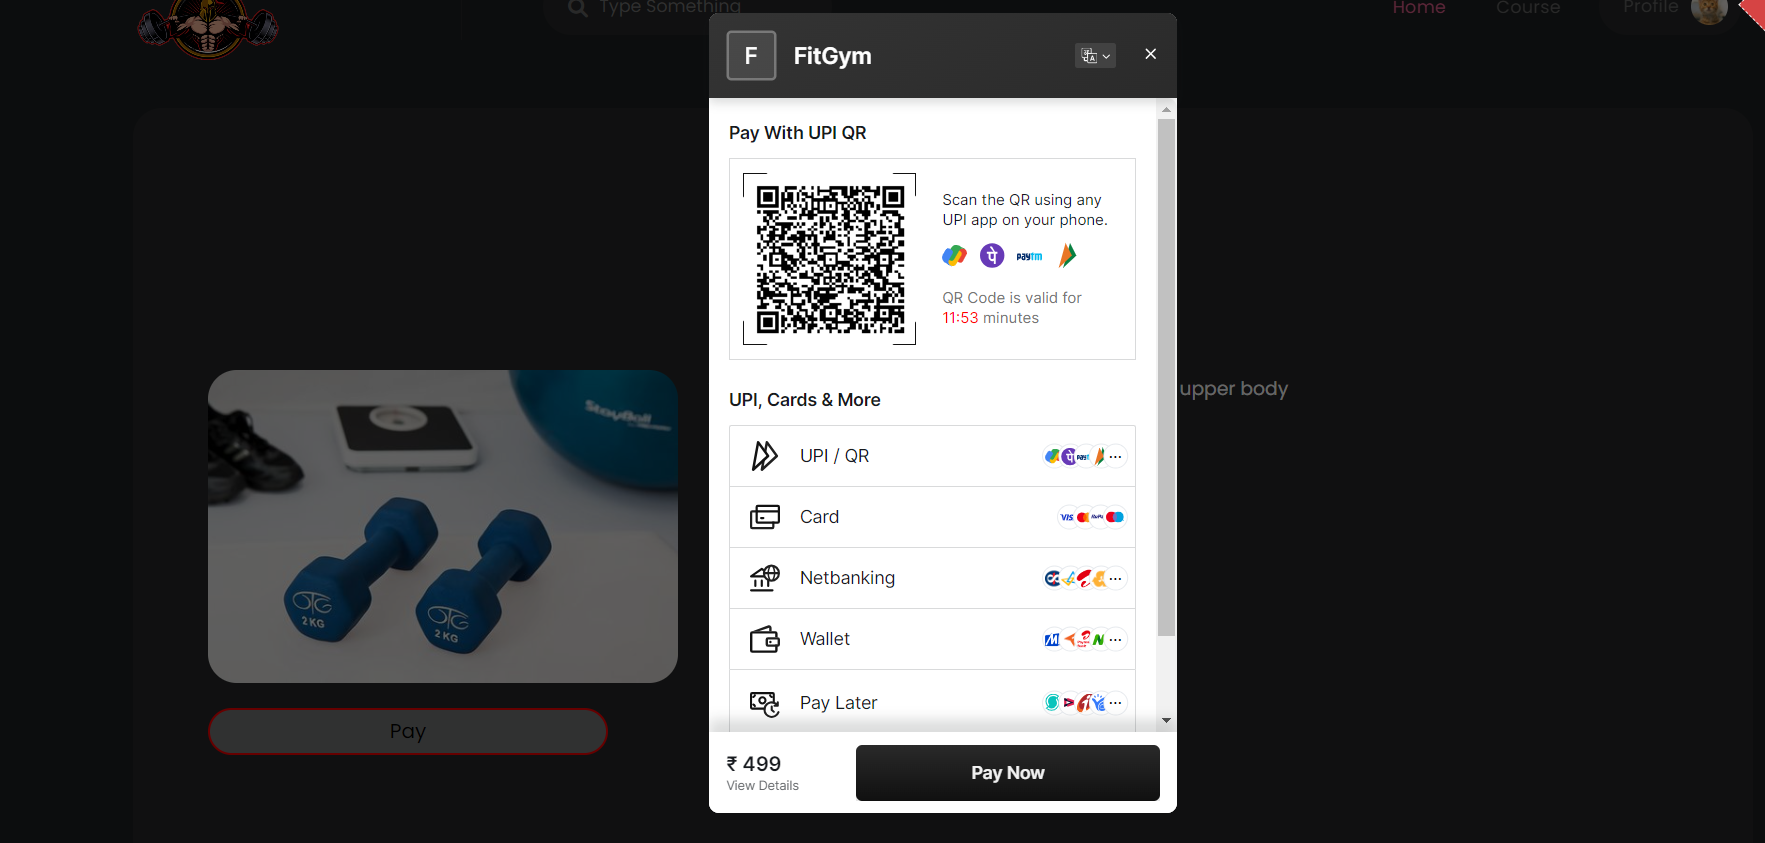 Type Something
Home
Course
Profile
F
FitGym
Pay With UPI QR
Scan the QR using any
UPI app on your phone.
paytm
QR Code is valid for
11:53 minutes
upper body
UPI, Cards & More
UPI / QR
Card
VISA
Netbanking
Wallet
Pay Later
StayBall
2 KG
2 KG
Pay
₹ 499
View Details
Pay Now